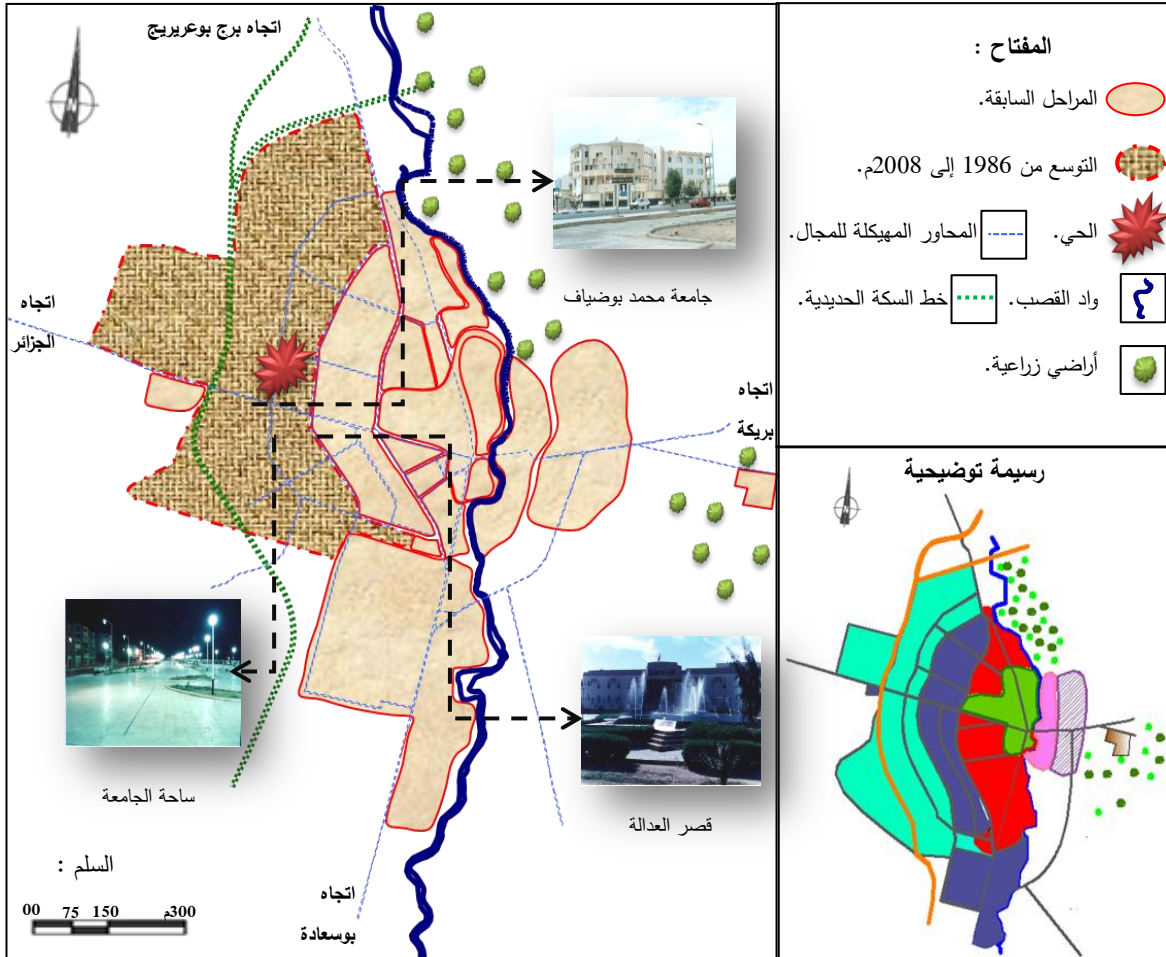 اتجاه برج بوعريريج
جامعة محمد بوضياف
اتجاه
الجزائر
اتجاه
بريكة
ساحة الجامعة
قصر العدالة
السلم :
00 75 150 300م
اتجاه
بوسعادة
المفتاح :
المراحل السابقة.
التوسع من 1986 إلى 2008م.
الحي.
المحاور المهيكلة للمجال.
واد القصب.
خط السكة الحديدية.
أراضي زراعية.
رسيمة توضيحية